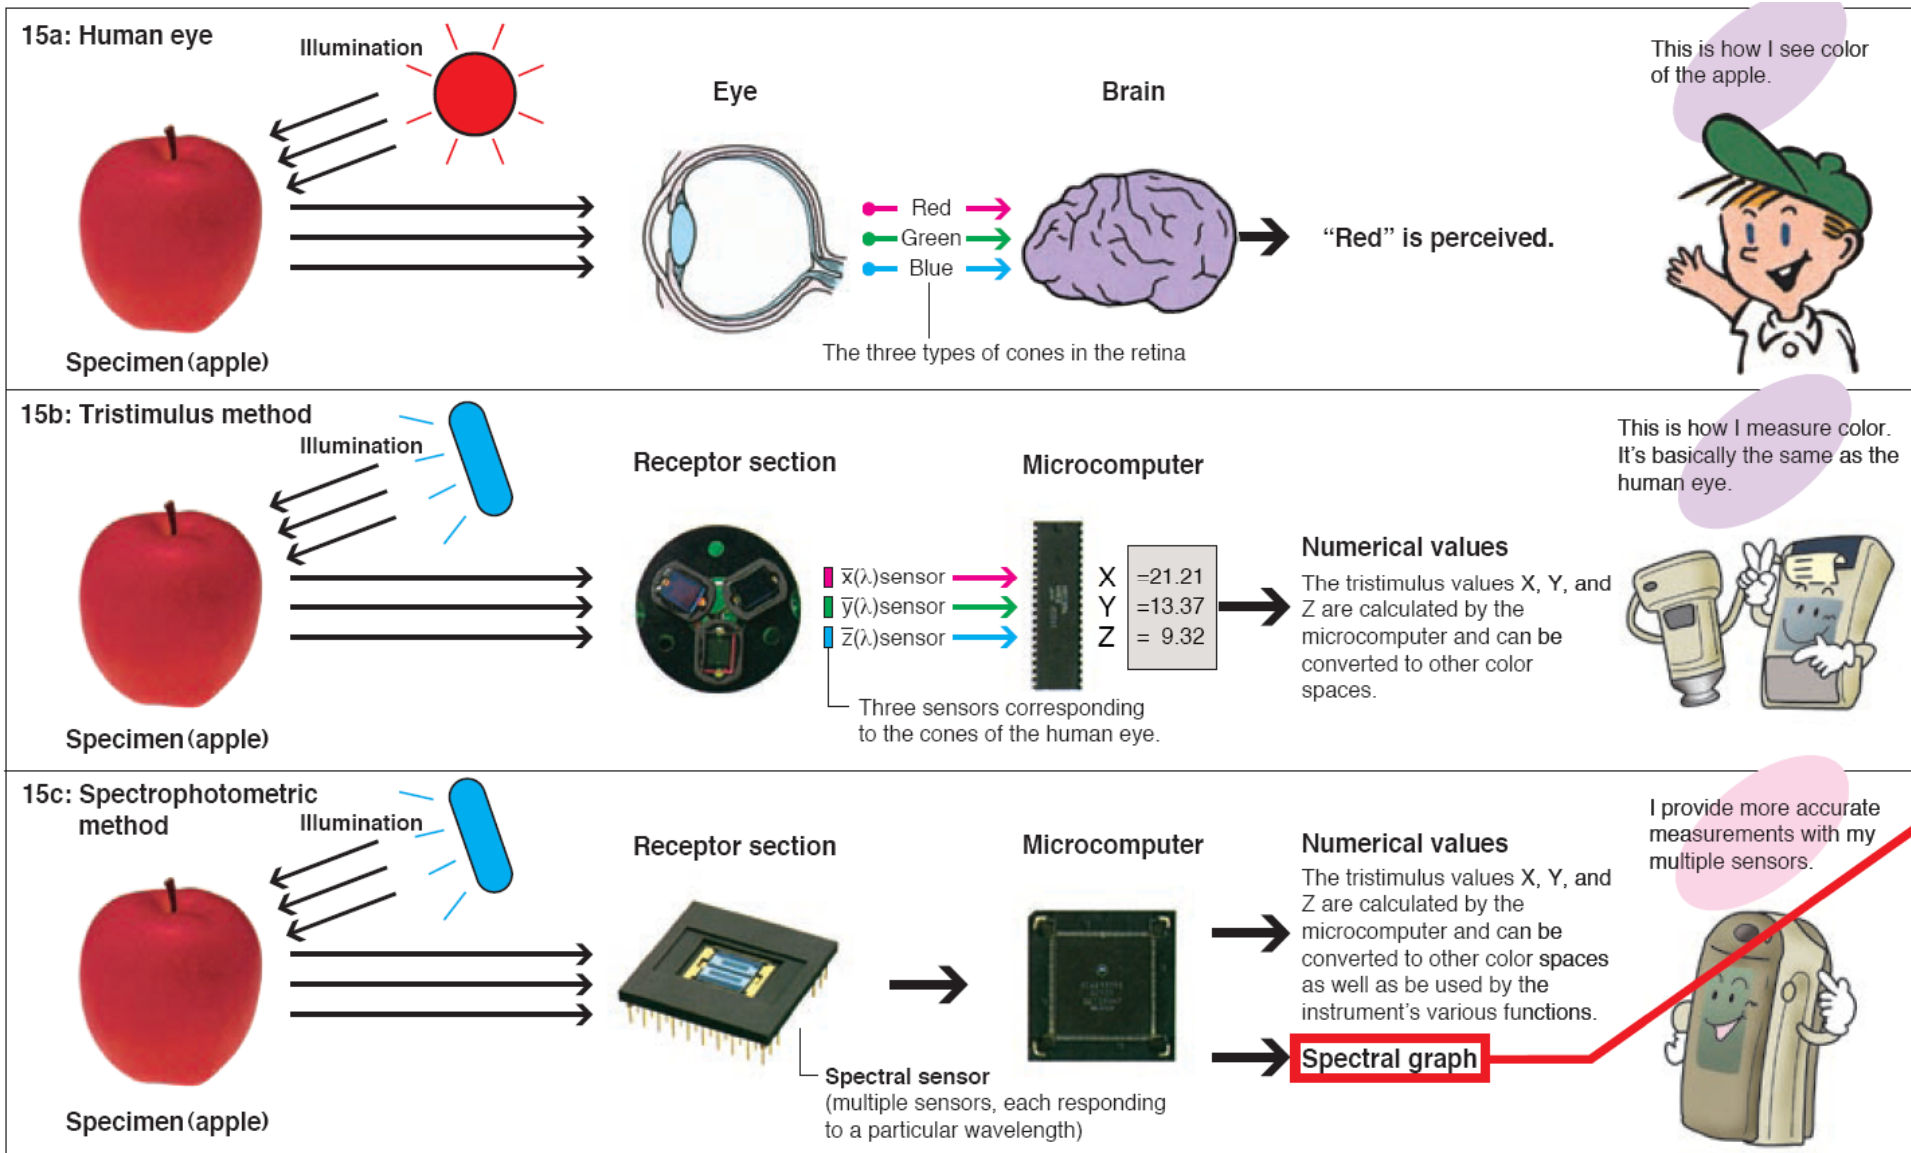 15a: Human eye
Illumination
Eye
Brain
This is how I see color
of the apple.
Red
Green
Blue
“Red” is perceived.
The three types of cones in the retina
Specimen (apple)
15b: Tristimulus method
Illumination
Receptor section
Microcomputer
This is how I measure color.
It’s basically the same as the
human eye.
x̅(λ)sensor
y̅(λ)sensor
z̅(λ)sensor
X =21.21
Y =13.37
Z = 9.32
Numerical values
The tristimulus values X, Y, and
Z are calculated by the
microcomputer and can be
converted to other color
spaces.
Three sensors corresponding
to the cones of the human eye.
Specimen (apple)
15c: Spectrophotometric
method
Illumination
Receptor section
Microcomputer
Numerical values
The tristimulus values X, Y, and
Z are calculated by the
microcomputer and can be
converted to other color spaces
as well as be used by the
instrument’s various functions.
I provide more accurate
measurements with my
multiple sensors.
Spectral graph
Spectral sensor
(multiple sensors, each responding
to a particular wavelength)
Specimen (apple)